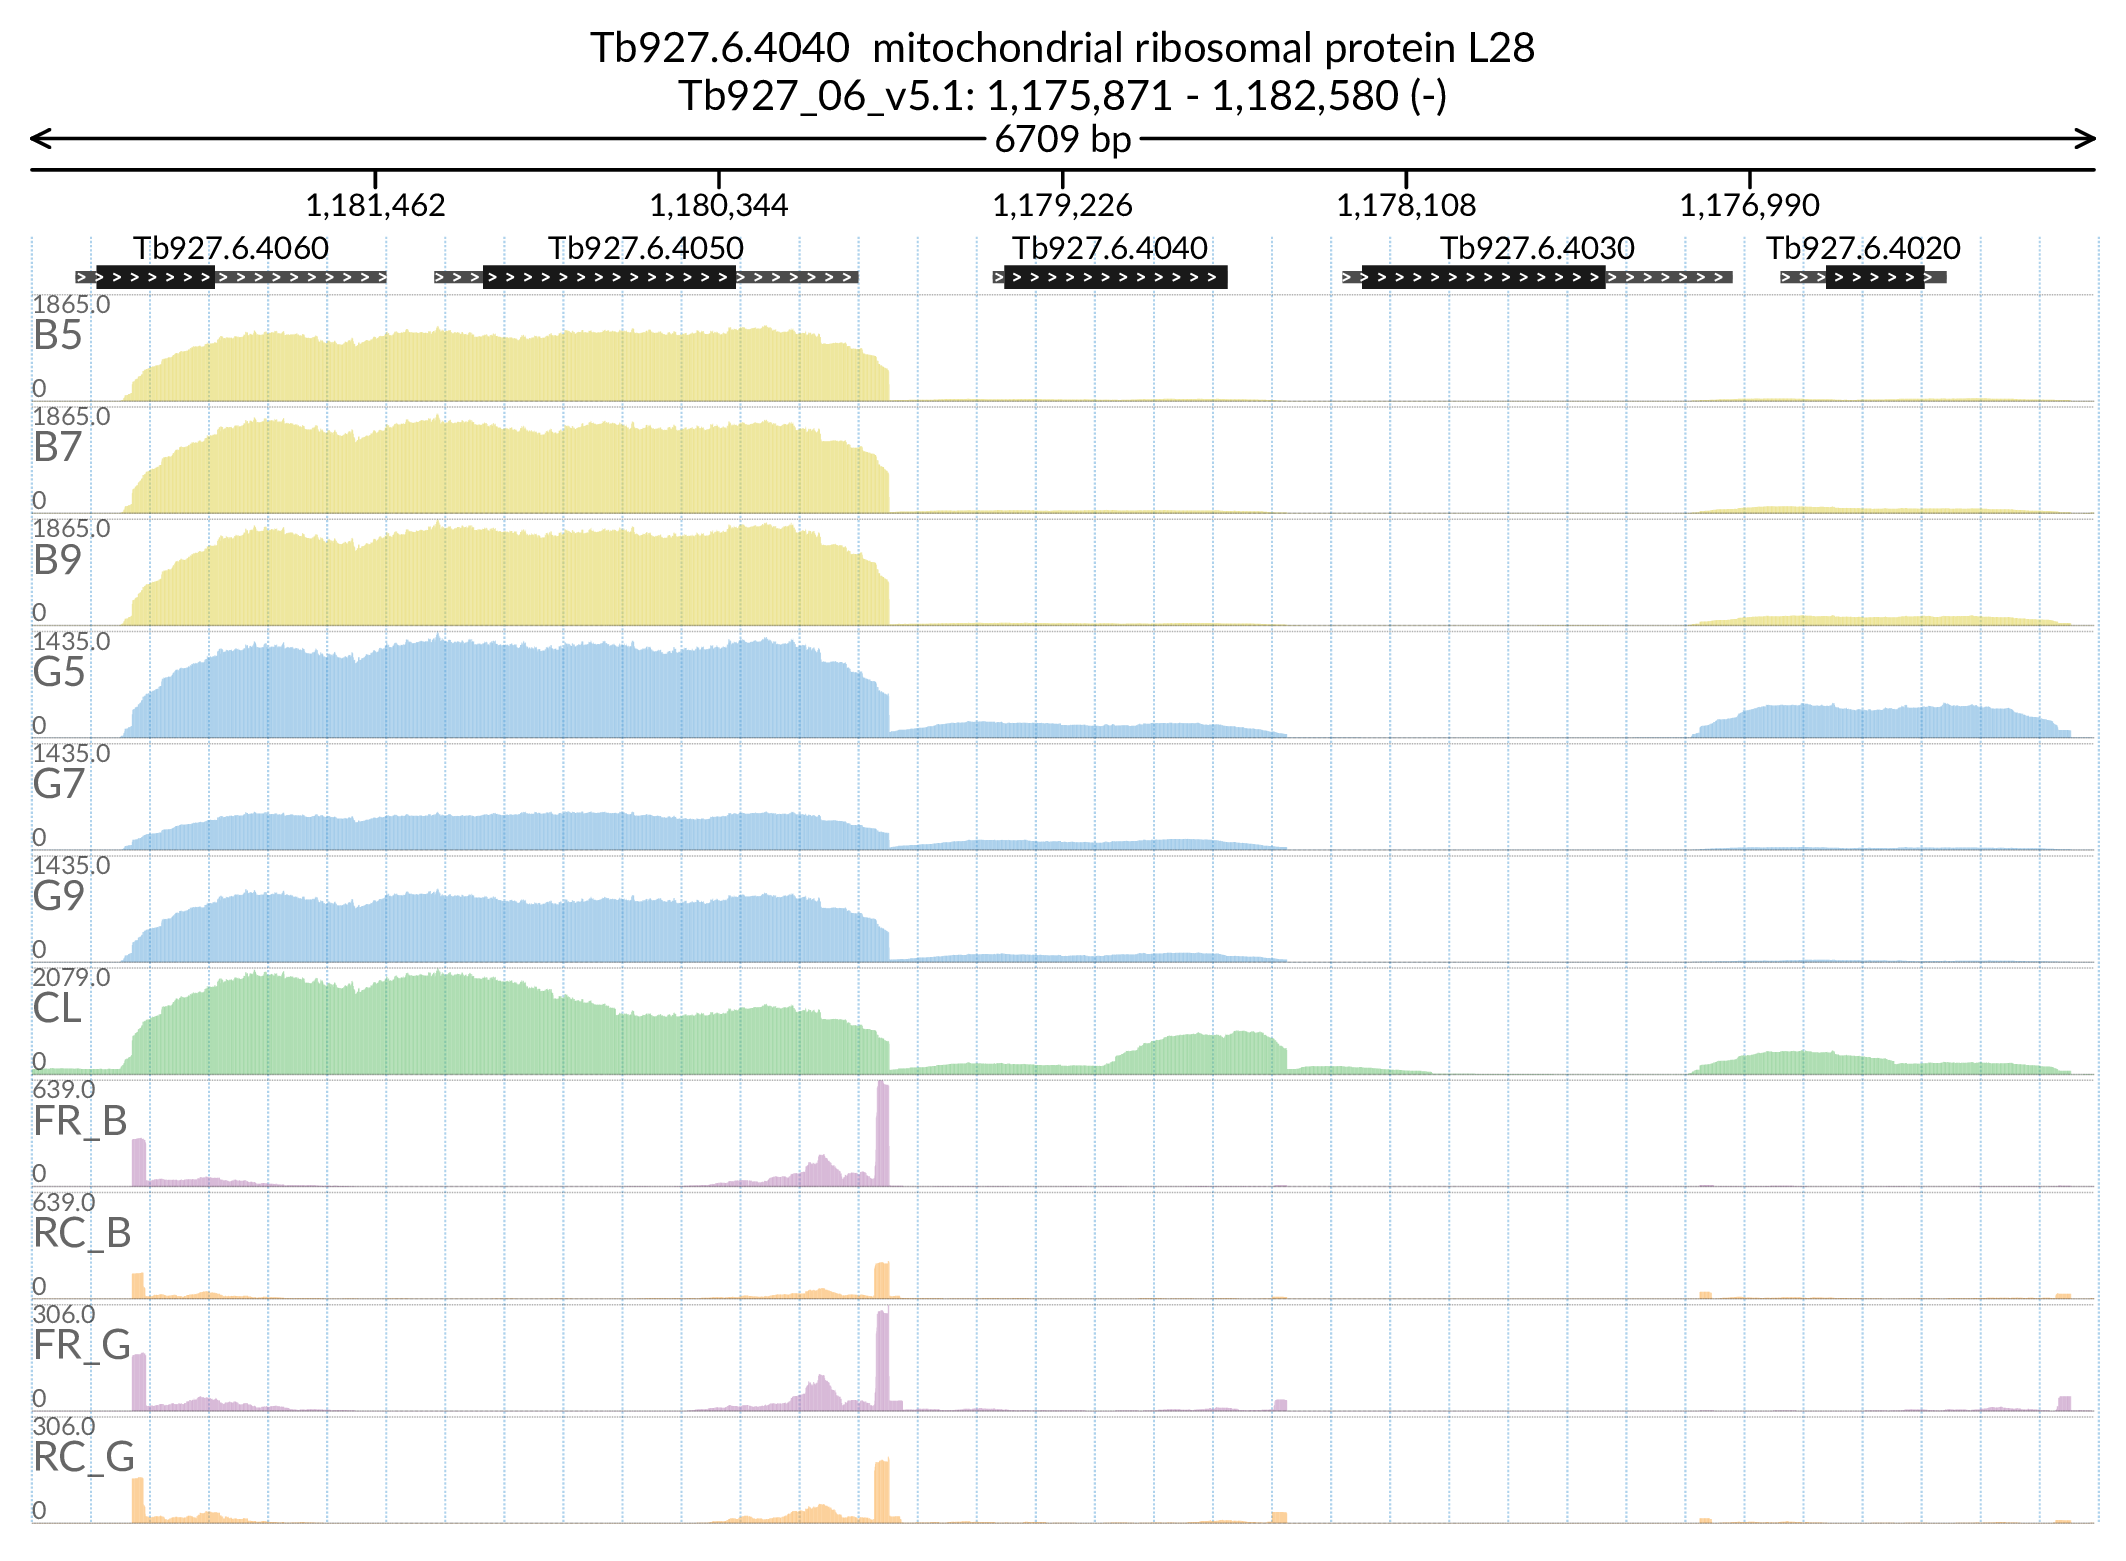 Tb927.6.4040 mitochondrial ribosomal protein L28
Tb927_06_v5.1: 1,175,871 - 1,182,580 (-)
6709 bp
1,181,462 1,180,344 1,179,226 1,178,108 1,176,990
Tb927.6.4060 Tb927.6.4050 Tb927.6.4040 Tb927.6.4030 Tb927.6.4020
1865.0
B5
0
1865.0
B7
0
1865.0
B9
0
1435.0
G5
0
1435.0
G7
0
1435.0
G9
0
2079.0
CL
0
639.0
FR_B
0
639.0
RC_B
0
306.0
FR_G
0
306.0
RC_G
0